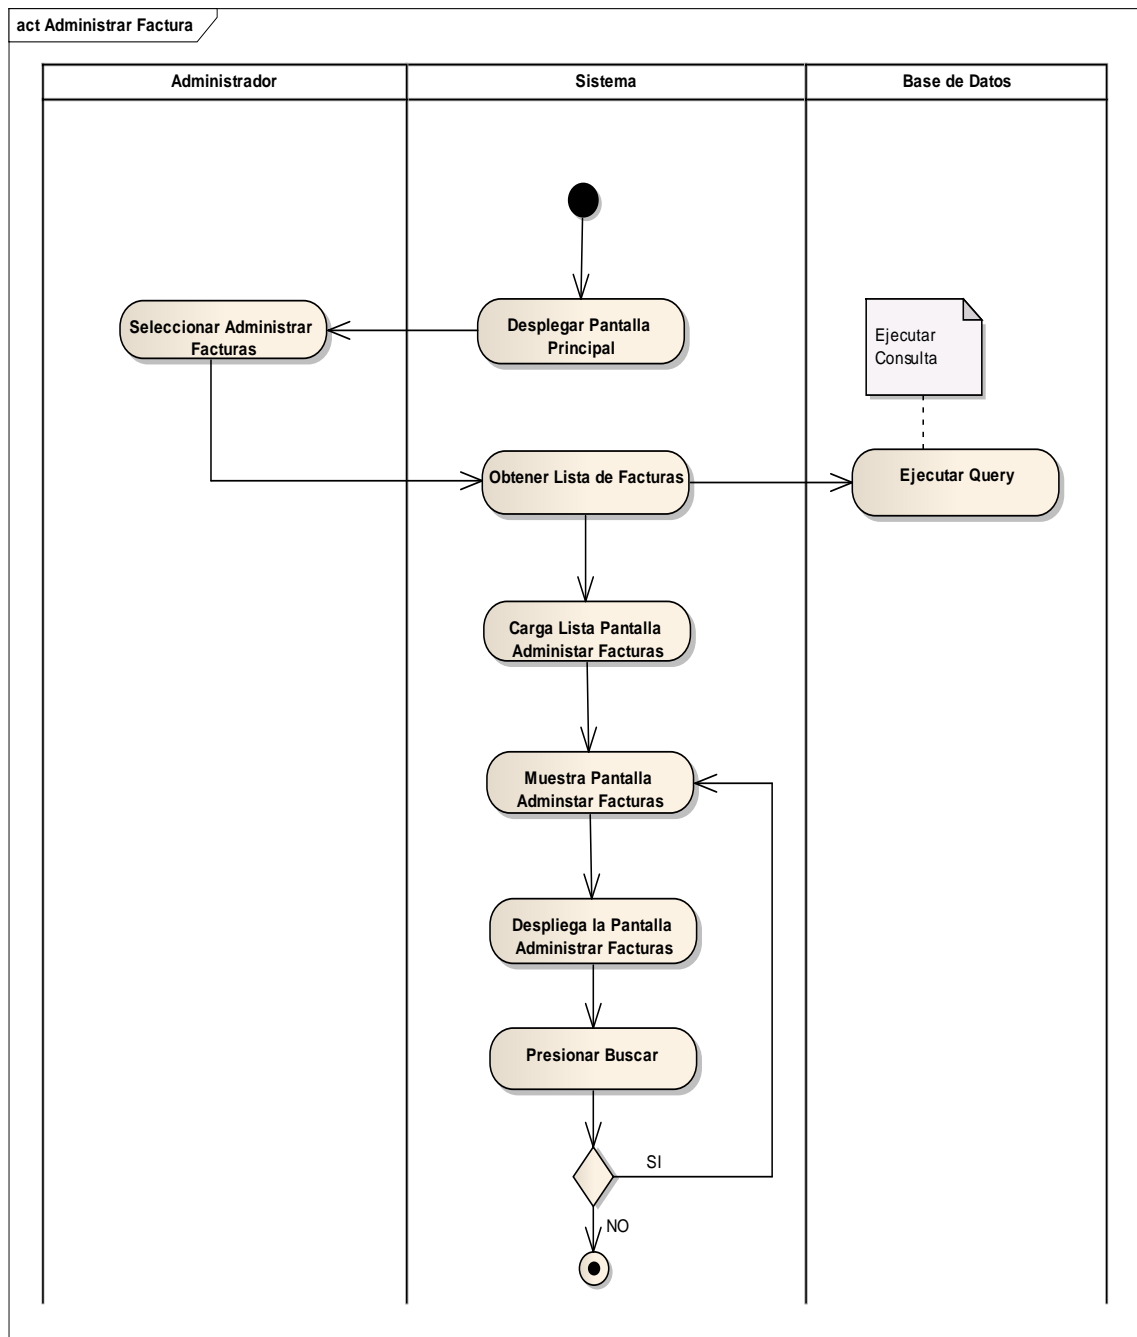 act Administrar Factura
Administrador
Sistema
Base de Datos
Seleccionar Administrar
Facturas
Desplegar Pantalla
Principal
Ejecutar
Consulta
Obtener Lista de Facturas
Ejecutar Query
Carga Lista Pantalla
Administar Facturas
Muestra Pantalla
Adminstar Facturas
Despliega la Pantalla
Administrar Facturas
Presionar Buscar
SI
NO